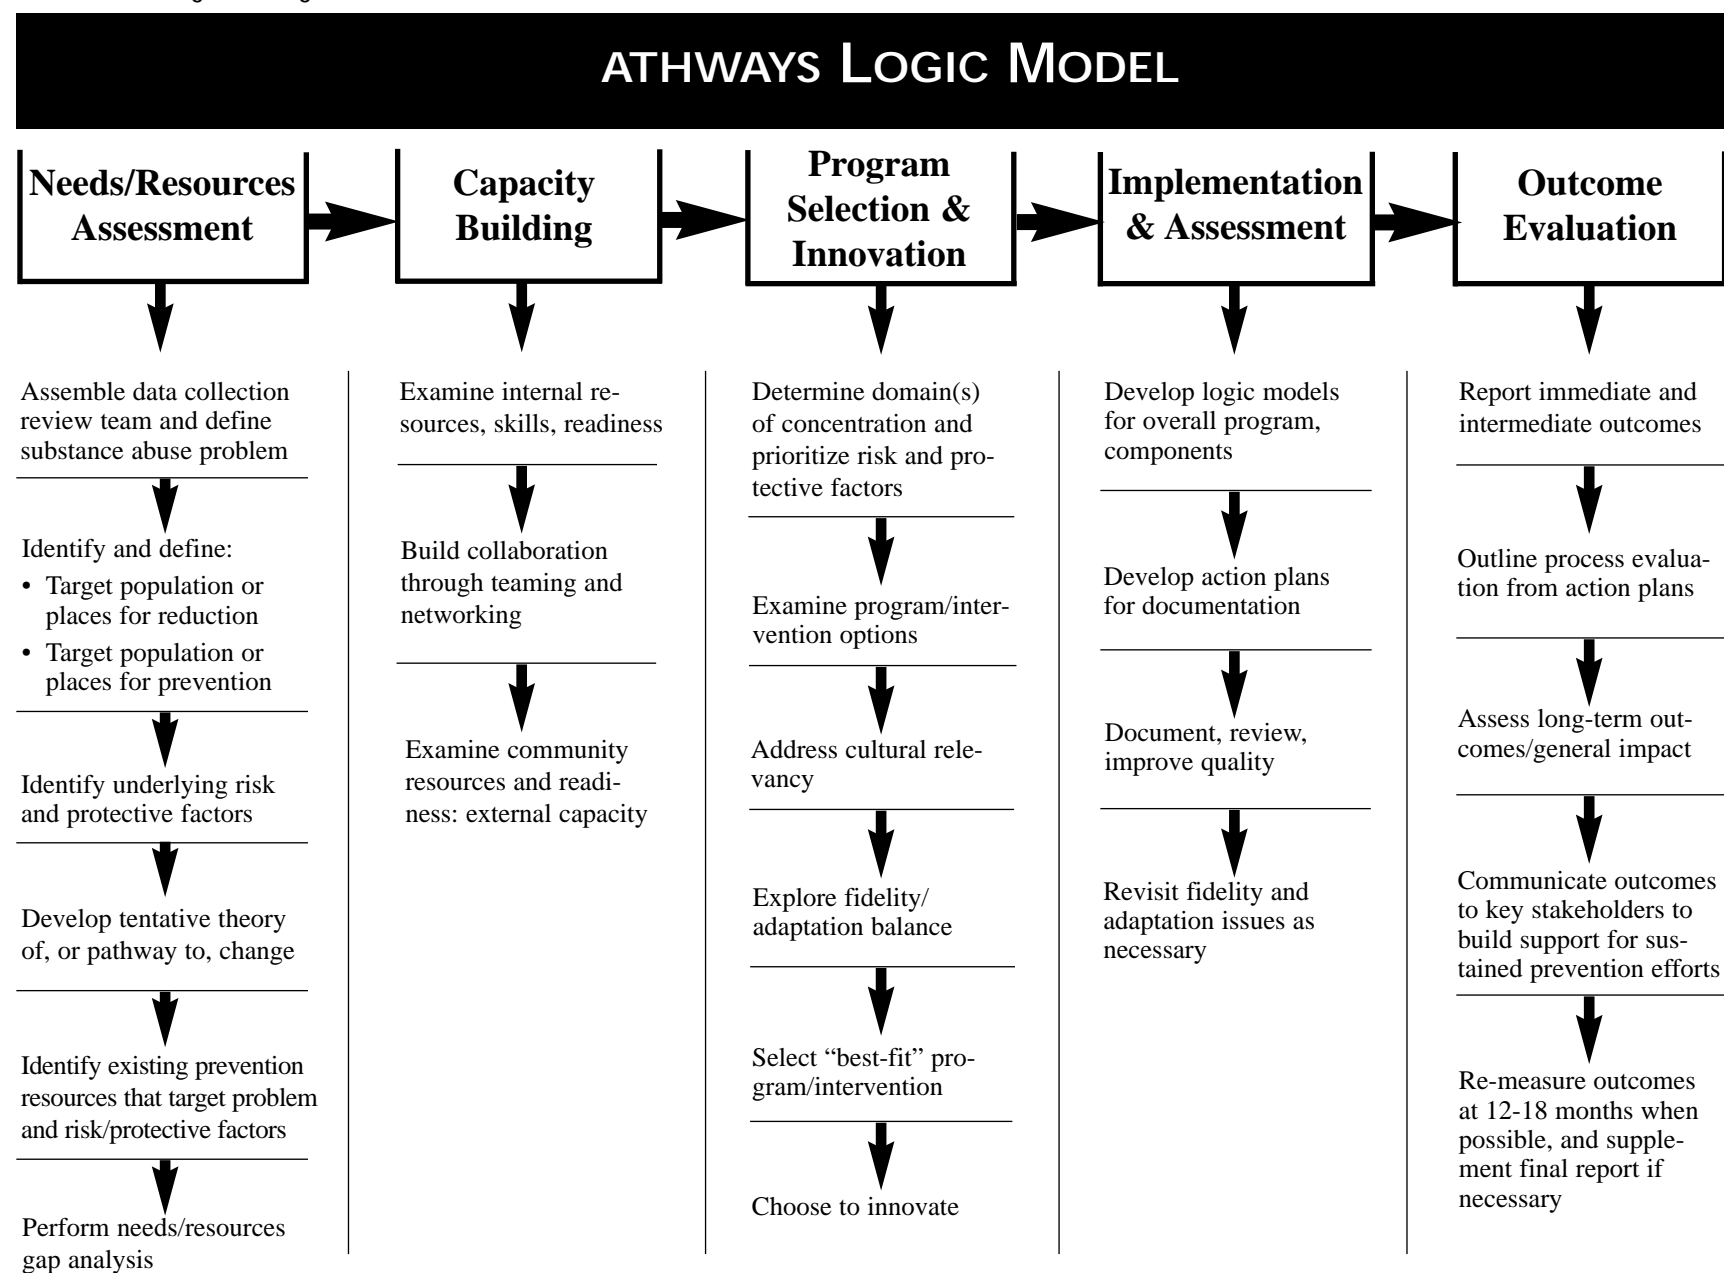 ATHWAYS LOGIC MODEL
Needs/Resources
Assessment
Capacity
Building
Program
Selection &
Innovation
Implementation
& Assessment
Outcome
Evaluation
Assemble data collection
review team and define
substance abuse problem
Identify and define:
• Target population or
places for reduction
• Target population or
places for prevention
Identify underlying risk
and protective factors
Develop tentative theory
of, or pathway to, change
Identify existing prevention
resources that target problem
and risk/protective factors
Perform needs/resources
gap analysis
Examine internal re-
sources, skills, readiness
Build collaboration
through teaming and
networking
Examine community
resources and readi-
ness: external capacity
Determine domain(s)
of concentration and
prioritize risk and pro-
tective factors
Examine program/inter-
vention options
Address cultural rele-
vancy
Explore fidelity/
adaptation balance
Select “best-fit” pro-
gram/intervention
Choose to innovate
Develop logic models
for overall program,
components
Develop action plans
for documentation
Document, review,
improve quality
Revisit fidelity and
adaptation issues as
necessary
Report immediate and
intermediate outcomes
Outline process evalua-
tion from action plans
Assess long-term out-
comes/general impact
Communicate outcomes
to key stakeholders to
build support for sus-
tained prevention efforts
Re-measure outcomes
at 12-18 months when
possible, and supple-
ment final report if
necessary